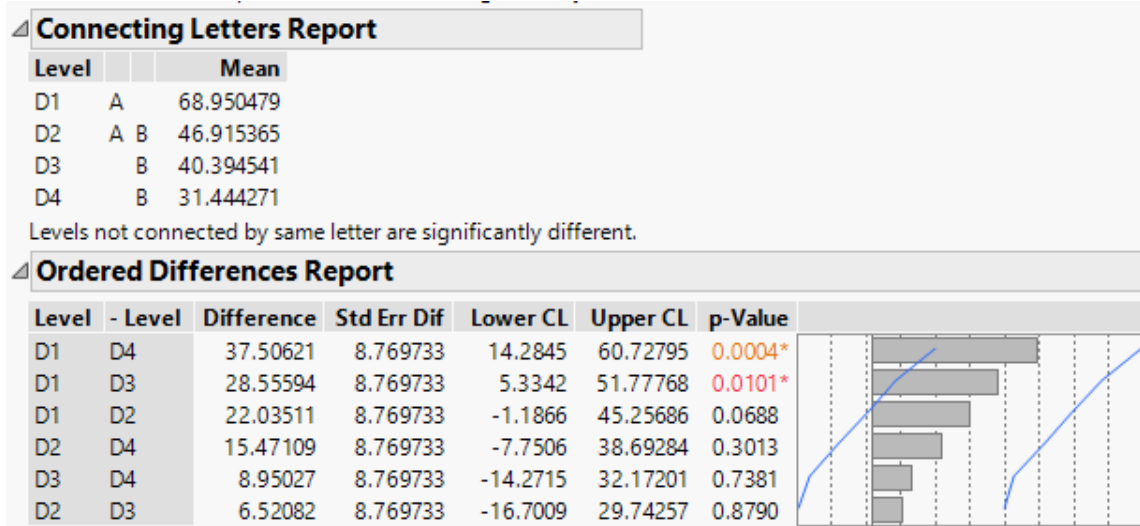 Connecting Letters Report
Level Mean
D1 A 68.950479
D2 A B 46.915365
D3 B 40.394541
D4 B 31.444271
Levels not connected by same letter are significantly different.
Ordered Differences Report
Level - Level Difference Std Err Dif Lower CL Upper CL p-Value
D1 D4 37.50621 8.769733 14.2845 60.72795 0.0004*
D1 D3 28.55594 8.769733 5.3342 51.77768 0.0101*
D1 D2 22.03511 8.769733 -1.1866 45.25686 0.0688
D2 D4 15.47109 8.769733 -7.7506 38.69284 0.3013
D3 D4 8.95027 8.769733 -14.2715 32.17201 0.7381
D2 D3 6.52082 8.769733 -16.7009 29.74257 0.8790